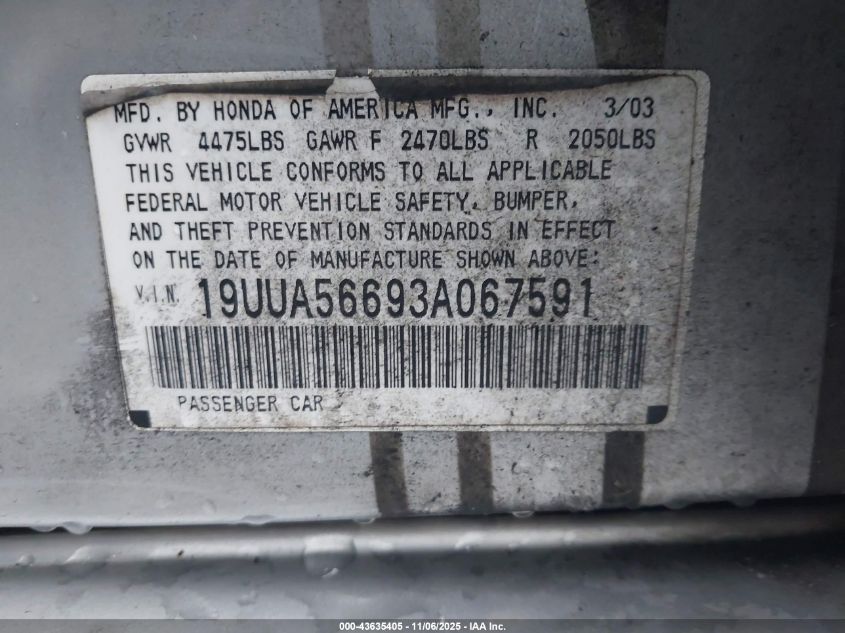 MFD. BY HONDA OF AMERICA MFG., INC. 3/03
GVWR 4475LBS GAWR F 2470LBS R 2050LBS
THIS VEHICLE CONFORMS TO ALL APPLICABLE
FEDERAL MOTOR VEHICLE SAFETY, BUMPER,
AND THEFT PREVENTION STANDARDS IN EFFECT
ON THE DATE OF MANUFACTURE SHOWN ABOVE:
V.I.N. 19UUA56693A067591
PASSENGER CAR
000-43635405 - 11/06/2025 - IAA Inc.